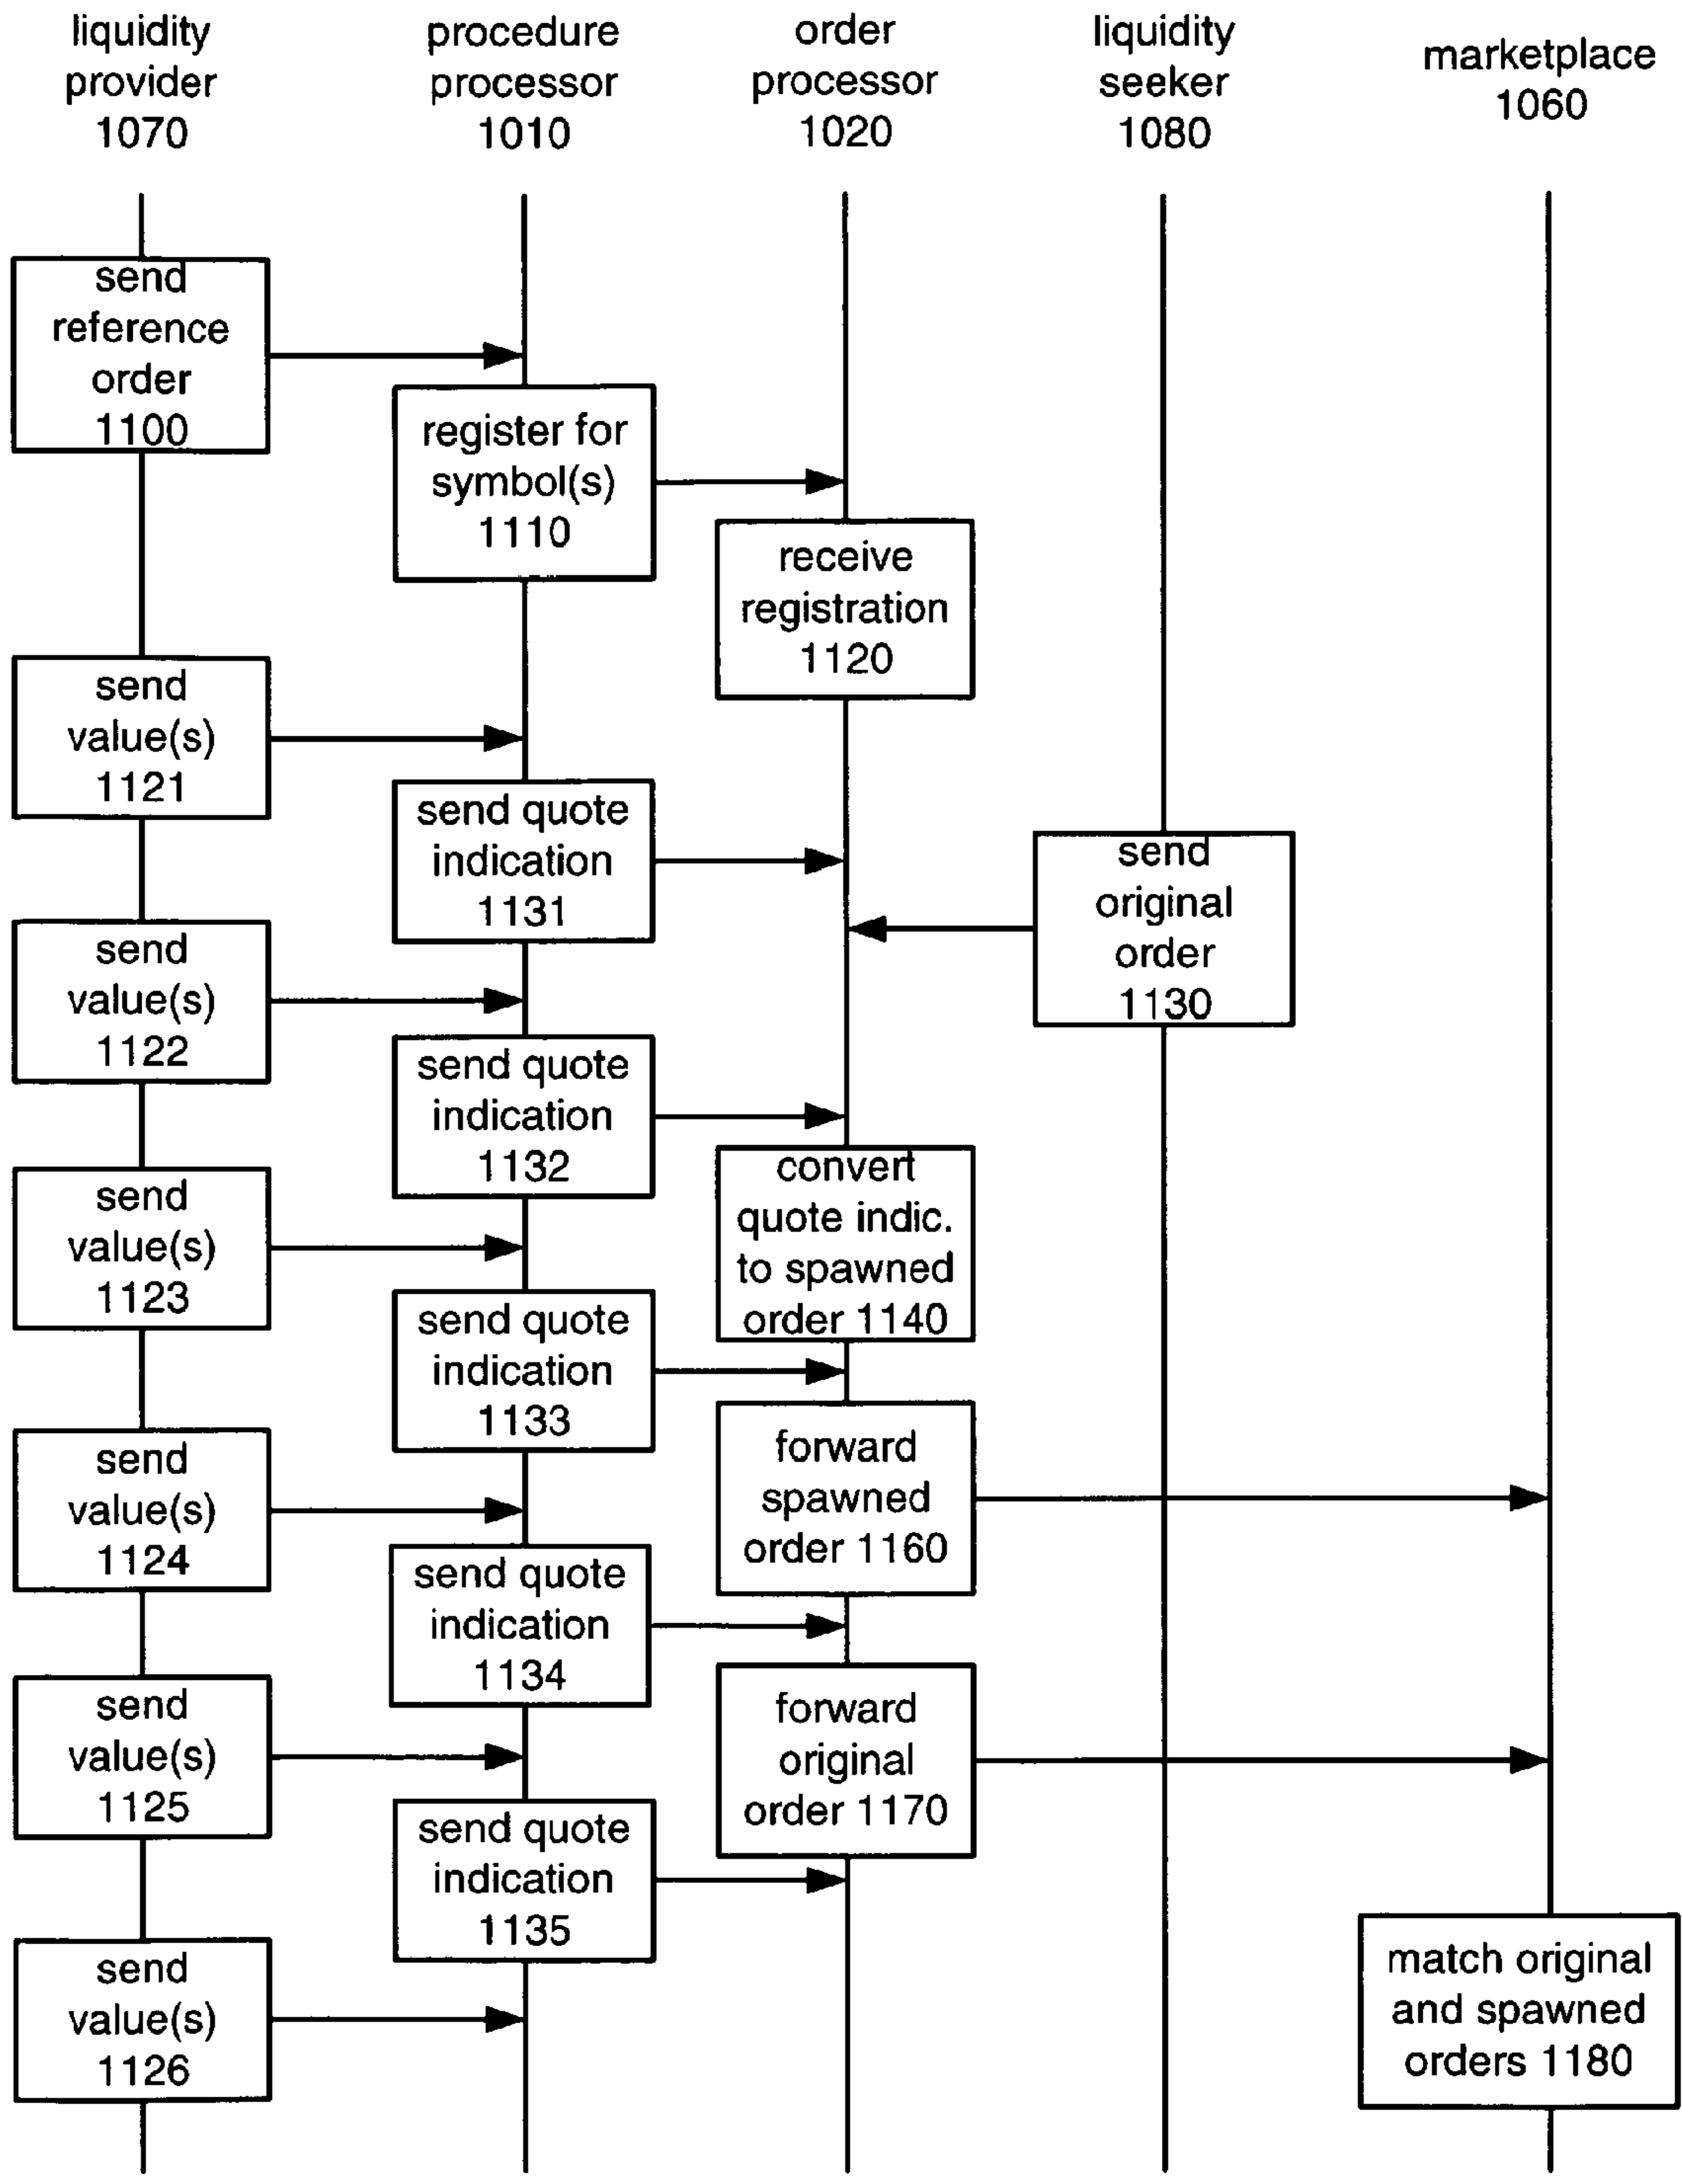 liquidity
provider
1070
procedure
processor
1010
order
processor
1020
liquidity
seeker
1080
marketplace
1060
send
reference
order
1100
register for
symbol(s)
1110
receive
registration
1120
send
value(s)
1121
send quote
indication
1131
send
original
order
1130
send
value(s)
1122
send quote
indication
1132
convert
quote indic.
to spawned
order 1140
send
value(s)
1123
send quote
indication
1133
forward
spawned
order 1160
send
value(s)
1124
send quote
indication
1134
forward
original
order 1170
send
value(s)
1125
send quote
indication
1135
match original
and spawned
orders 1180
send
value(s)
1126